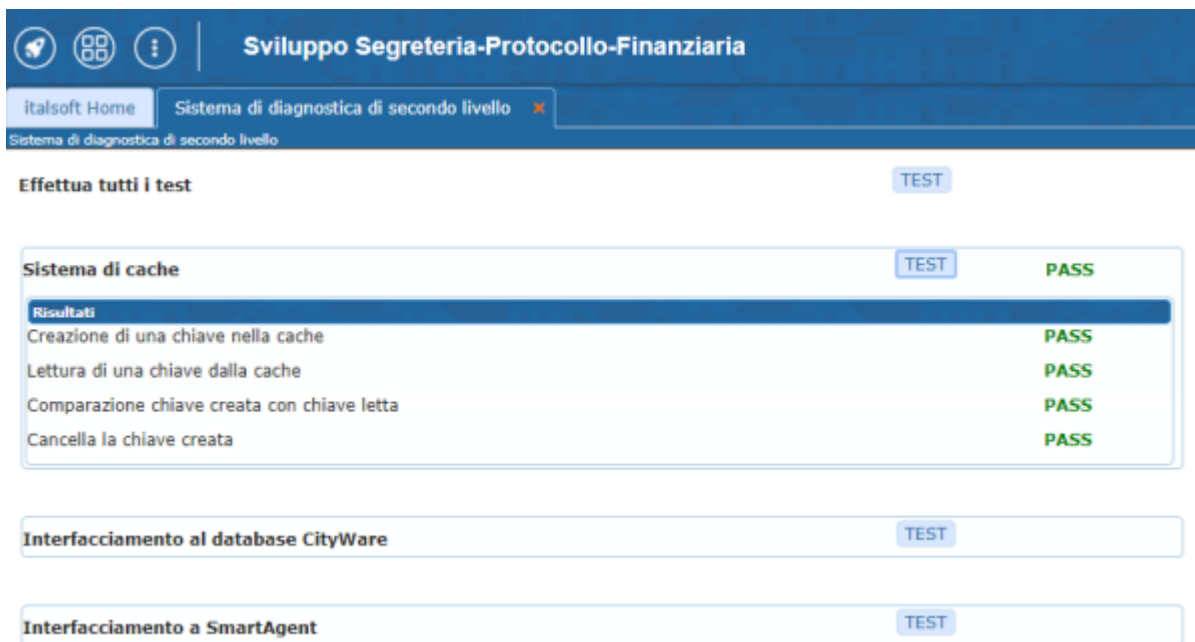 Sviluppo Segreteria-Protocollo-Finanziaria
italsoft Home Sistema di diagnostica di secondo livello ×
Sistema di diagnostica di secondo livello
Effettua tutti i test TEST
Sistema di cache TEST PASS
Risultati
Creazione di una chiave nella cache PASS
Lettura di una chiave dalla cache PASS
Comparazione chiave creata con chiave letta PASS
Cancella la chiave creata PASS
Interfacciamento al database CityWare TEST
Interfacciamento a SmartAgent TEST